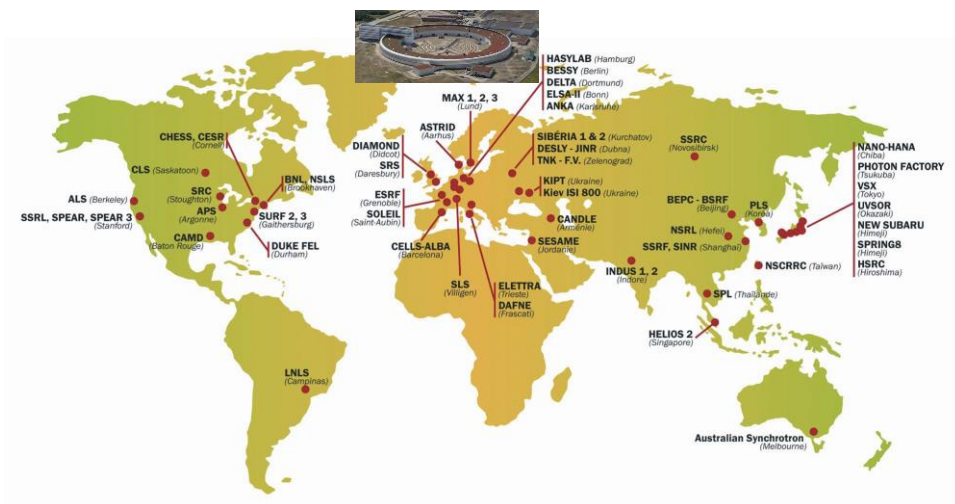 HASYLAB (Hamburg)
BESSY (Berlin)
DELTA (Dortmund)
ELSA-II (Bonn)
ANKA (Karlsruhe)
MAX 1, 2, 3
(Lund)
ASTRID
(Aarhus)
DIAMOND
(Didcot)
SRS
(Daresbury)
SIBÉRIA 1 & 2 (Kurchatov)
DESLY - JINR (Dubna)
TNK - F.V. (Zelenograd)
SSRC
(Novosibirsk)
NANO-HANA
(Chiba)
PHOTON FACTORY
(Tsukuba)
VSX
(Tokyo)
UVSOR
(Okazaki)
NEW SUBARU
(Himeji)
SPRING8
(Himeji)
HSRC
(Hiroshima)
CHESS, CESR
(Cornell)
CLS (Saskatoon)
BNL, NSLS
(Brookhaven)
SRC
(Stoughton)
ALS (Berkeley)
APS
(Argonne)
SSRL, SPEAR, SPEAR 3
(Stanford)
SURF 2, 3
(Gaithersburg)
CAMD
(Baton Rouge)
DUKE FEL
(Durham)
ESRF
(Grenoble)
SOLEIL
(Saint-Aubin)
KIPT (Ukraine)
Kiev ISI 800 (Ukraine)
BEPC - BSRF
(Beijing)
PLS
(Korea)
CANDLE
(Arménie)
NSRL (Hefei)
SSRF, SINR (Shanghai)
SESAME
(Jordanie)
CELLS-ALBA
(Barcelona)
NSCRRC (Taiwan)
INDUS 1, 2
(Indore)
SLS
(Villigen)
ELETTRA
(Trieste)
DAFNE
(Frascati)
SPL (Thaïlande)
HELIOS 2
(Singapore)
LNLS
(Campinas)
Australian Synchrotron
(Melbourne)